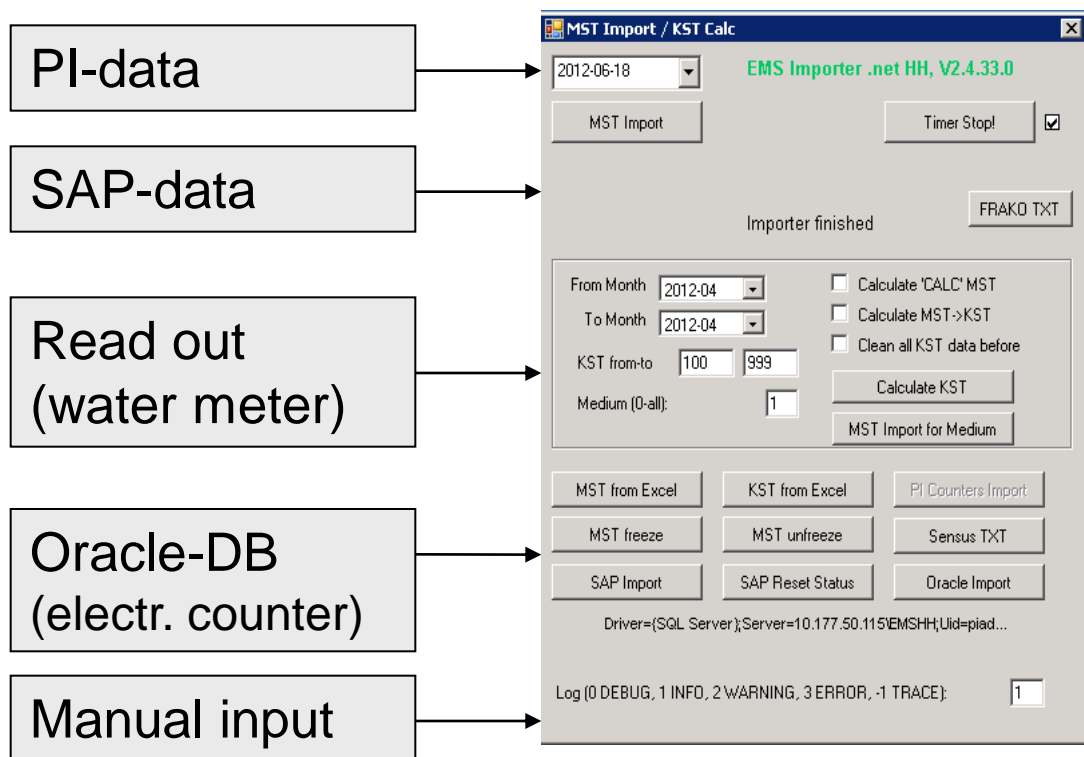 PI-data
SAP-data
Read out
(water meter)
Oracle-DB
(electr. counter)
Manual input
MST Import / KST Calc
2012-06-18
EMS Importer .net HH, V2.4.33.0
MST Import
Timer Stop!
FRAKO TXT
Importer finished
From Month 2012-04
Calculate 'CALC' MST
To Month 2012-04
Calculate MST->KST
Clean all KST data before
KST from-to 100 999
Calculate KST
Medium (0-all): 1
MST Import for Medium
MST from Excel KST from Excel PI Counters Import
MST freeze MST unfreeze Sensus TXT
SAP Import SAP Reset Status Oracle Import
Driver={SQL Server};Server=10.177.50.115\EMSHH;Uid=piad...
Log (0 DEBUG, 1 INFO, 2 WARNING, 3 ERROR, -1 TRACE): 1